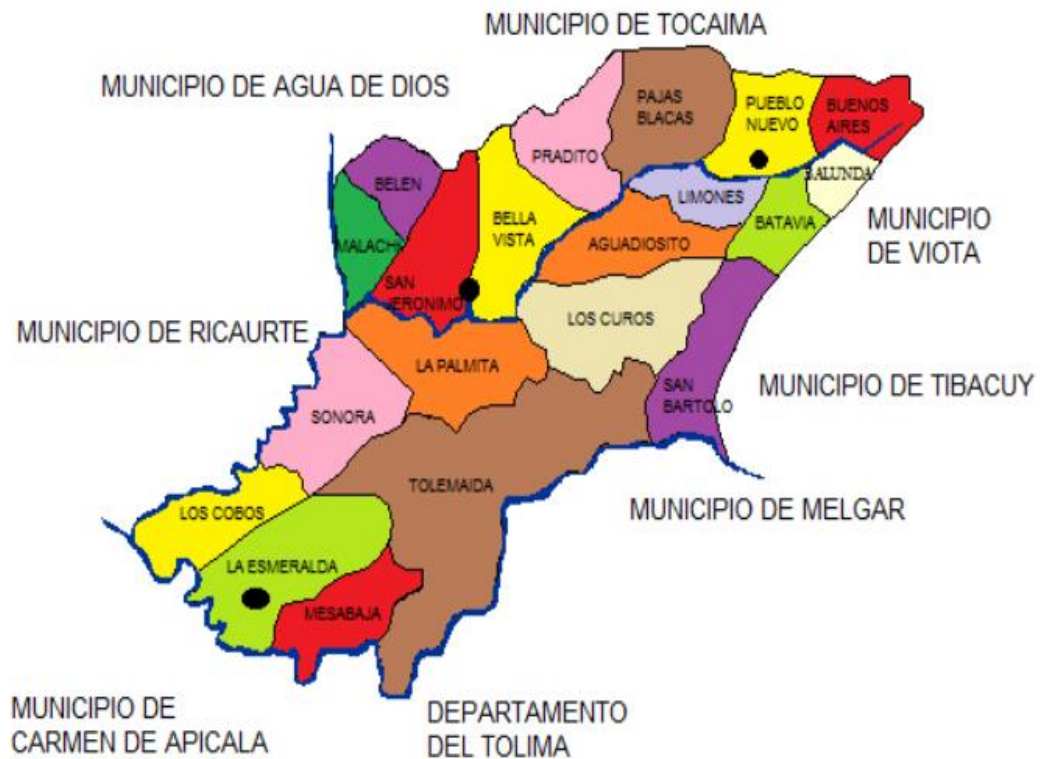 MUNICIPIO DE TOCAIMA
MUNICIPIO DE AGUA DE DIOS
PAJAS
BLACAS
PUEBLO
NUEVO
BUENOS
AIRES
PRADITO
BELEN
LIMONES
BALUNDA
BELLA
VISTA
BATAVIA
MUNICIPIO
DE VIOTA
MALACHI
AGUADIOSITO
SAN
JERONIMO
LOS CUROS
MUNICIPIO DE RICAURTE
LA PALMITA
SAN
BARTOLO
MUNICIPIO DE TIBACUY
SONORA
TOLEMAIDA
LOS COBOS
MUNICIPIO DE MELGAR
LA ESMERALDA
MESABAJA
MUNICIPIO DE
CARMEN DE APICALA
DEPARTAMENTO
DEL TOLIMA